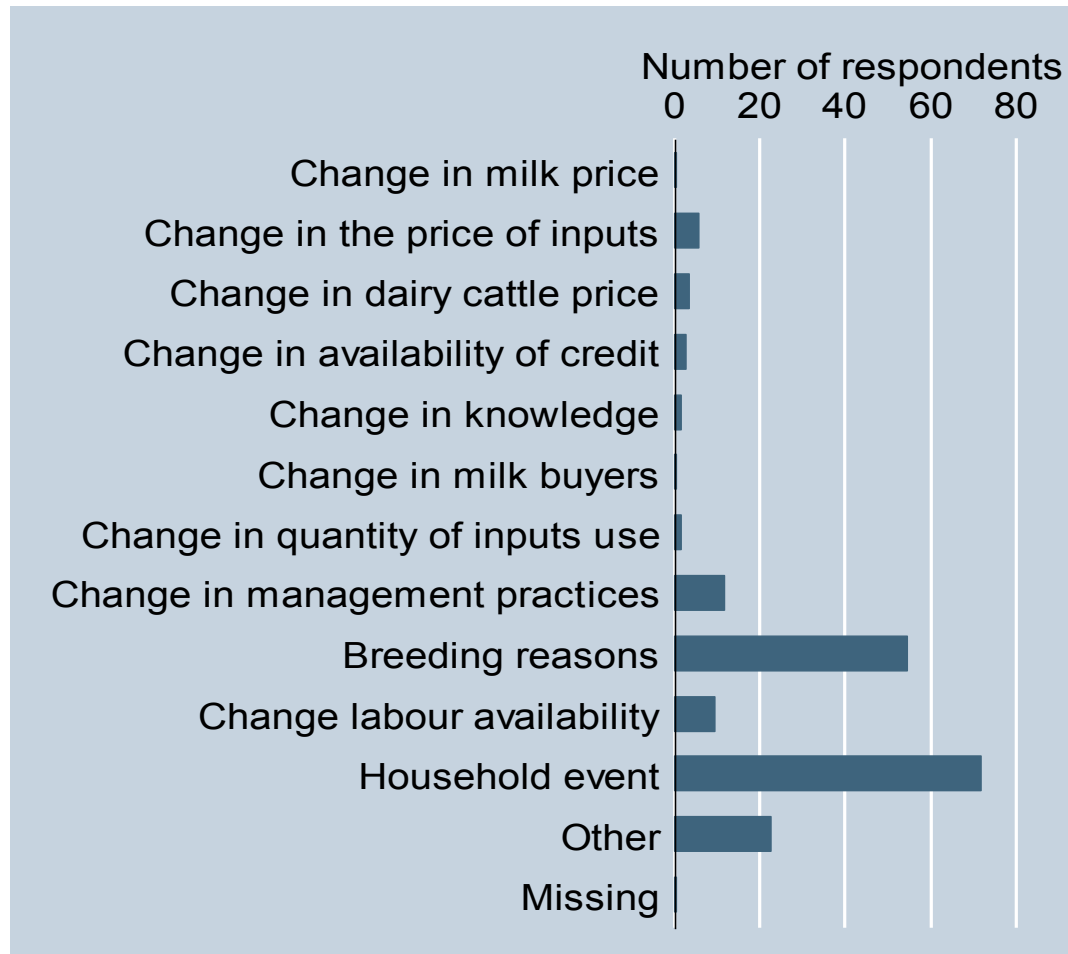 Number of respondents
0 20 40 60 80
Change in milk price
Change in the price of inputs
Change in dairy cattle price
Change in availability of credit
Change in knowledge
Change in milk buyers
Change in quantity of inputs use
Change in management practices
Breeding reasons
Change labour availability
Household event
Other
Missing